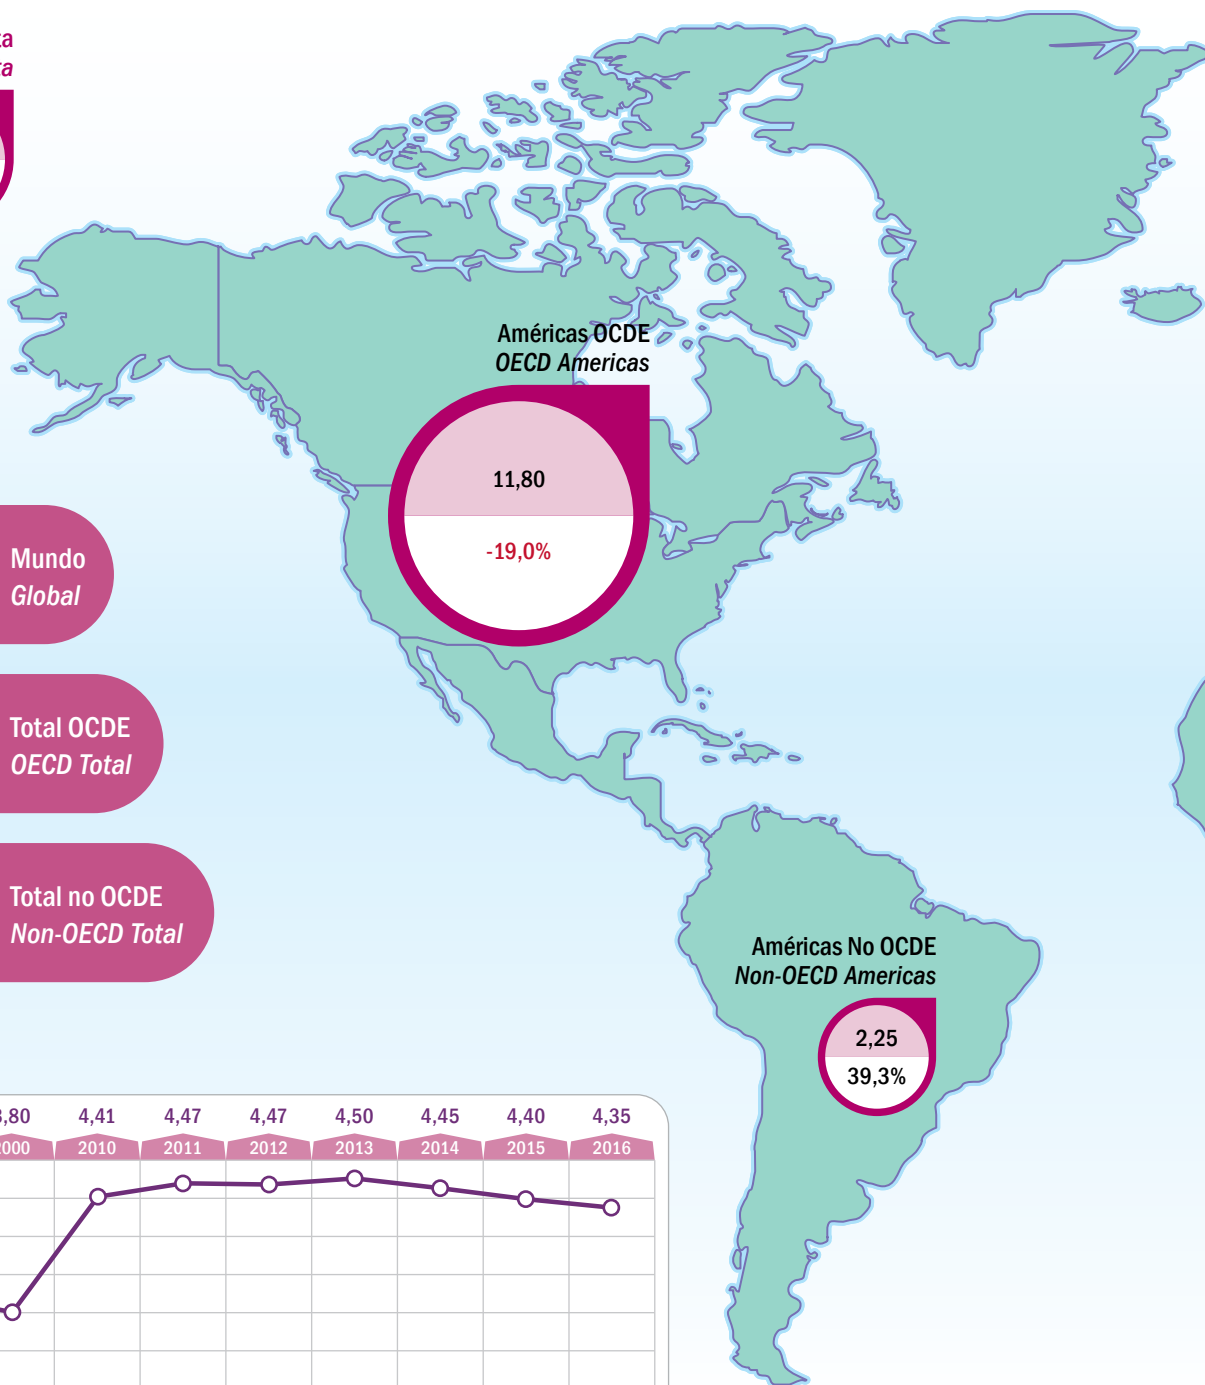 Américas OCDE
OECD Americas
11,80
-19,0%
Mundo
Global
Total OCDE
OECD Total
Total no OCDE
Non-OECD Total
Américas No OCDE
Non-OECD Americas
2,25
39,3%
4,41 4,47 4,47 4,50 4,45 4,40 4,35
2010 2011 2012 2013 2014 2015 2016